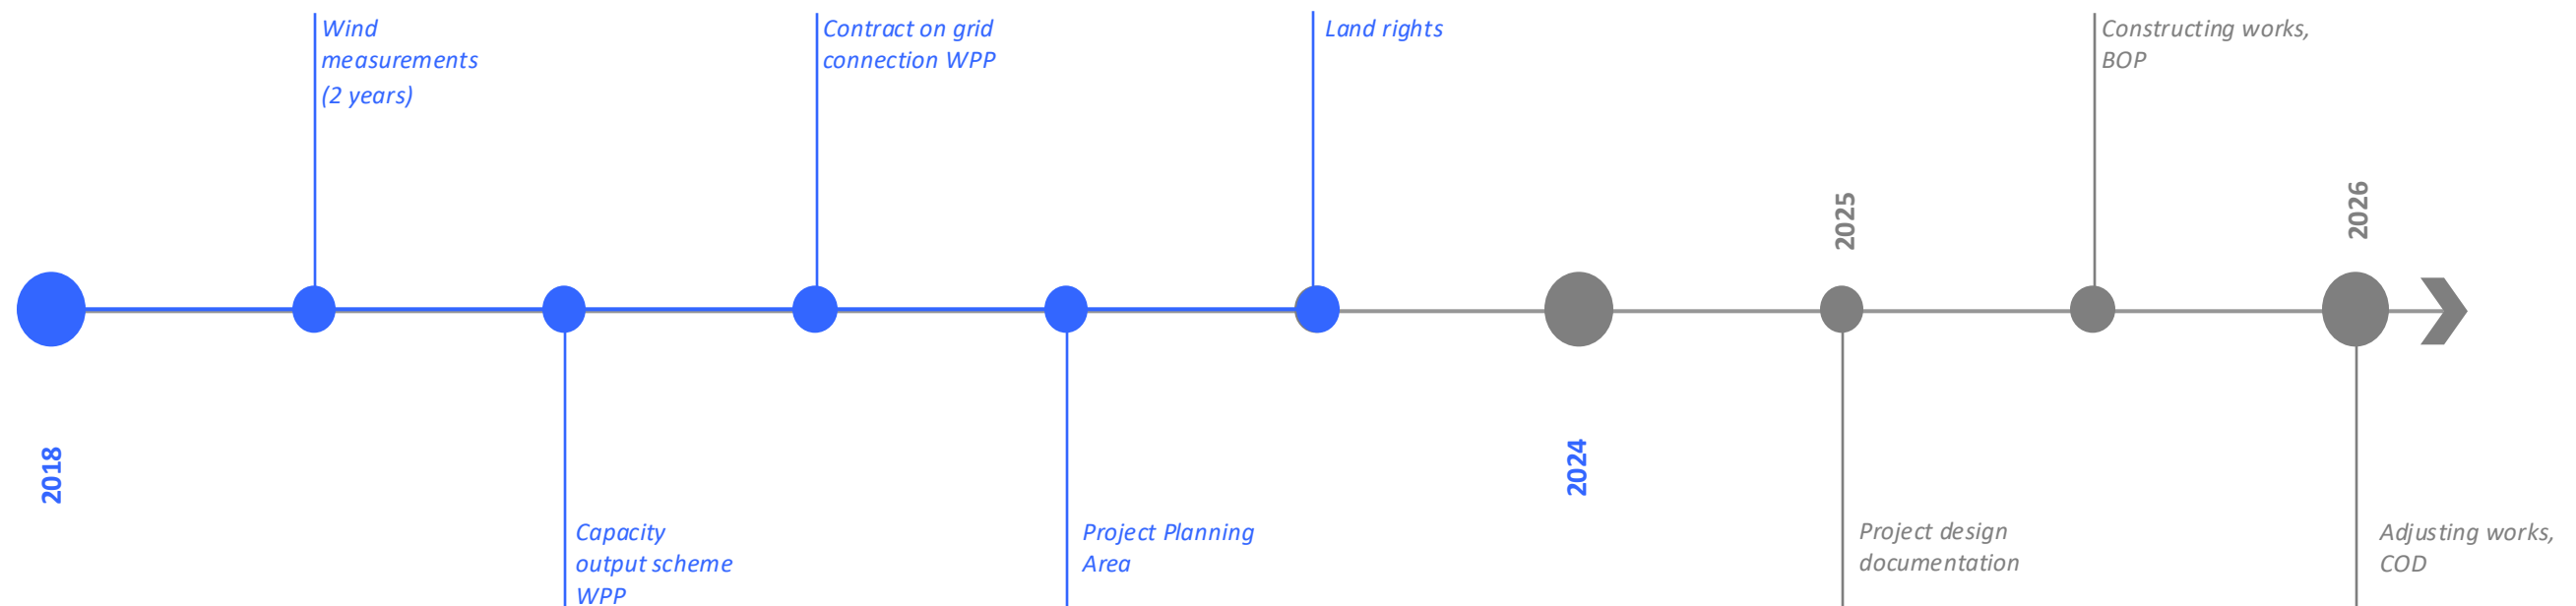 Wind
measurements
(2 years)
Contract on grid
connection WPP
Land rights
Constructing works,
BOP
2025
2026
2018
2024
Capacity
output scheme
WPP
Project Planning
Area
Project design
documentation
Adjusting works,
COD